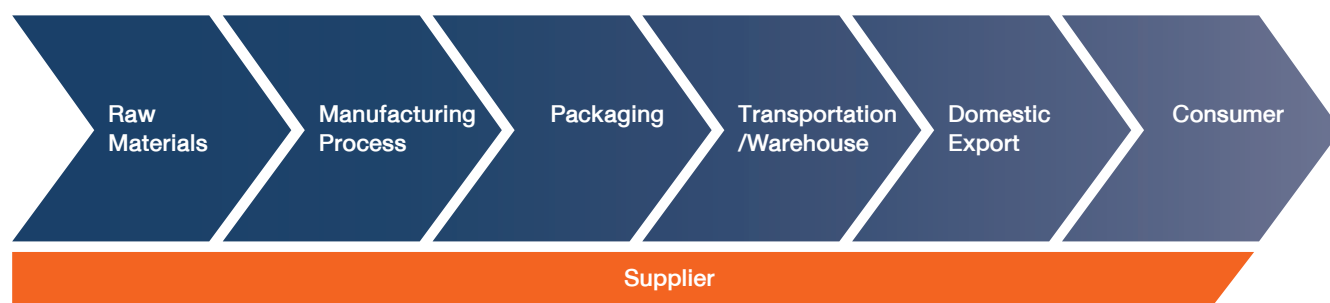 Raw
Materials
Manufacturing
Process
Packaging
Transportation
/Warehouse
Domestic
Export
Consumer
Supplier